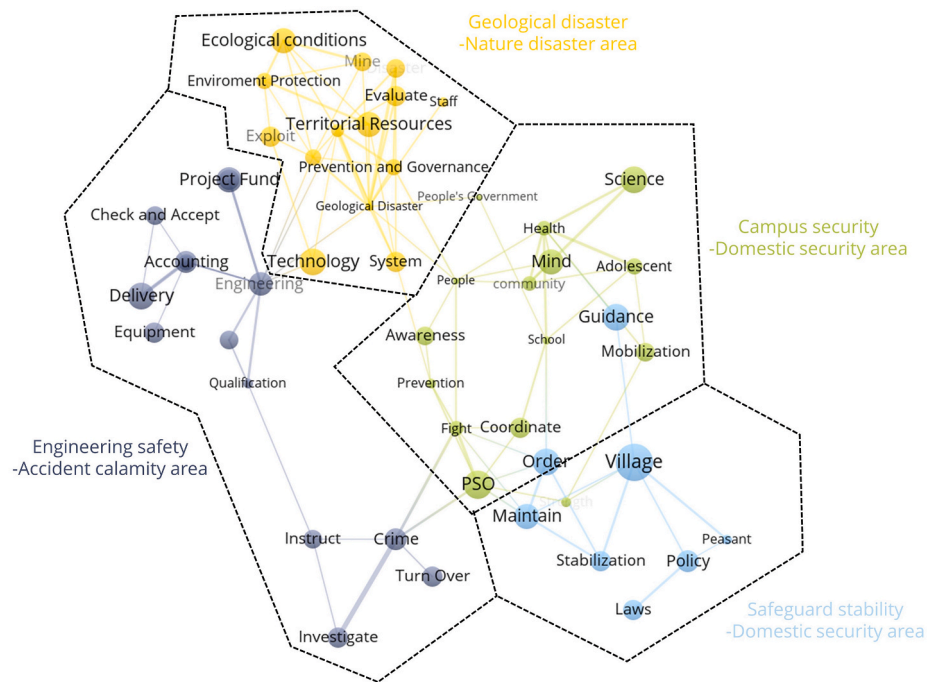 Geological disaster
-Nature disaster area
Ecological conditions
Mine
Disaster
Enviroment Protection
Evaluate
Staff
Territorial Resources
Exploit
Prevention and Governance
Project Fund
Science
People's Government
Geological Disaster
Check and Accept
Health
Campus security
-Domestic security area
Accounting
Technology
System
Mind
Adolescent
Engineering
People
community
Delivery
Guidance
Equipment
Awareness
School
Mobilization
Qualification
Prevention
Fight
Coordinate
Engineering safety
-Accident calamity area
Order
Village
PSO
Strength
Maintain
Instruct
Crime
Peasant
Stabilization
Policy
Turn Over
Laws
Safeguard stability
-Domestic security area
Investigate